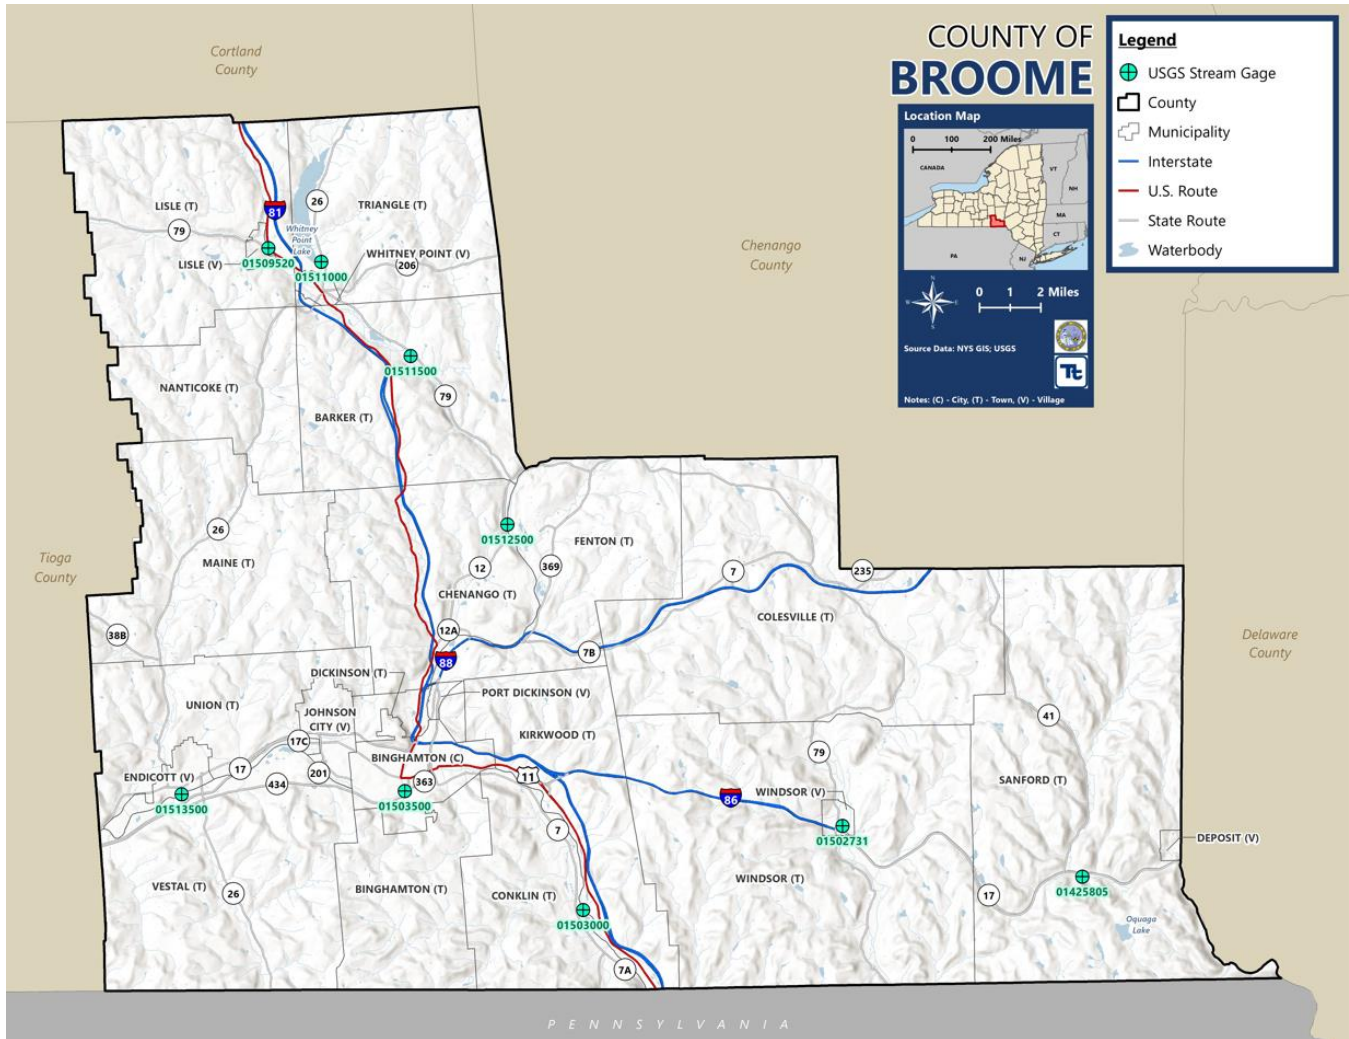 COUNTY OF
BROOME
Legend
USGS Stream Gage
County
Municipality
Interstate
U.S. Route
State Route
Waterbody
Location Map
0 100 200 Miles
CANADA
VT
NH
MA
CT
NJ
PA
N
W E
S
0 1 2 Miles
Source Data: NYS GIS; USGS
Tt
Notes: (C) - City, (T) - Town, (V) - Village
Cortland
County
Chenango
County
Tioga
County
Delaware
County
PENNSYLVANIA
LISLE (T)
81
26
TRIANGLE (T)
79
Whitney
Point
Lake
WHITNEY POINT (V)
206
LISLE (V)
01509520
01511000
01511500
NANTICOKE (T)
79
BARKER (T)
26
MAINE (T)
01512500
FENTON (T)
12
369
CHENANGO (T)
7
235
COLESVILLE (T)
38B
12A
7B
88
DICKINSON (T)
PORT DICKINSON (V)
UNION (T)
JOHNSON
CITY (V)
KIRKWOOD (T)
41
17C
79
BINGHAMTON (C)
17
201
363
11
ENDICOTT (V)
434
SANFORD (T)
86
WINDSOR (V)
01513500
01503500
7
01502731
DEPOSIT (V)
VESTAL (T)
26
BINGHAMTON (T)
CONKLIN (T)
WINDSOR (T)
17
01425805
01503000
Oquaga
Lake
7A